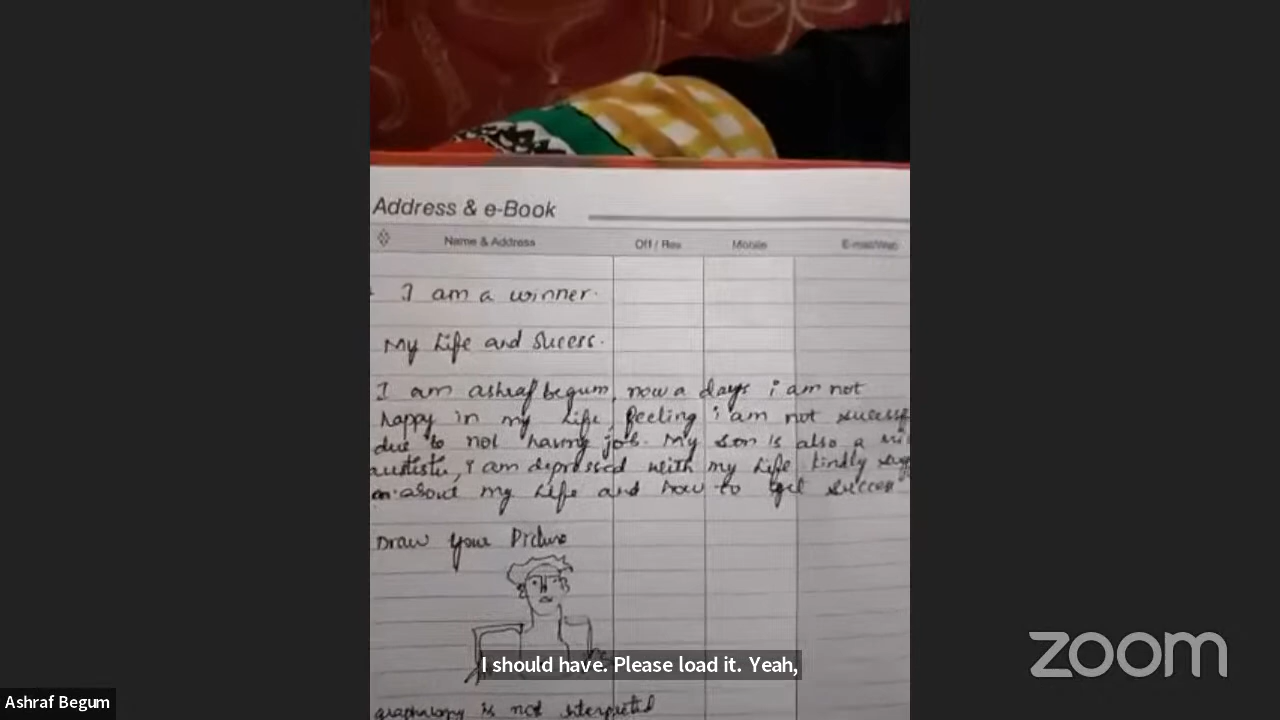 Address & e-Book
Name & Address Off / Res Mobile E-mail/Web
I am a winner.
My Life and Sucess.
I am ashraf begum, now a days i am not
happy in my life, feeling i am not success
due to not having job. My son is also a
I am depressed with my life kindly
about my life and how to get succes
Draw your Picture
I should have. Please load it. Yeah,
graphology is not interpreted
zoom
Ashraf Begum